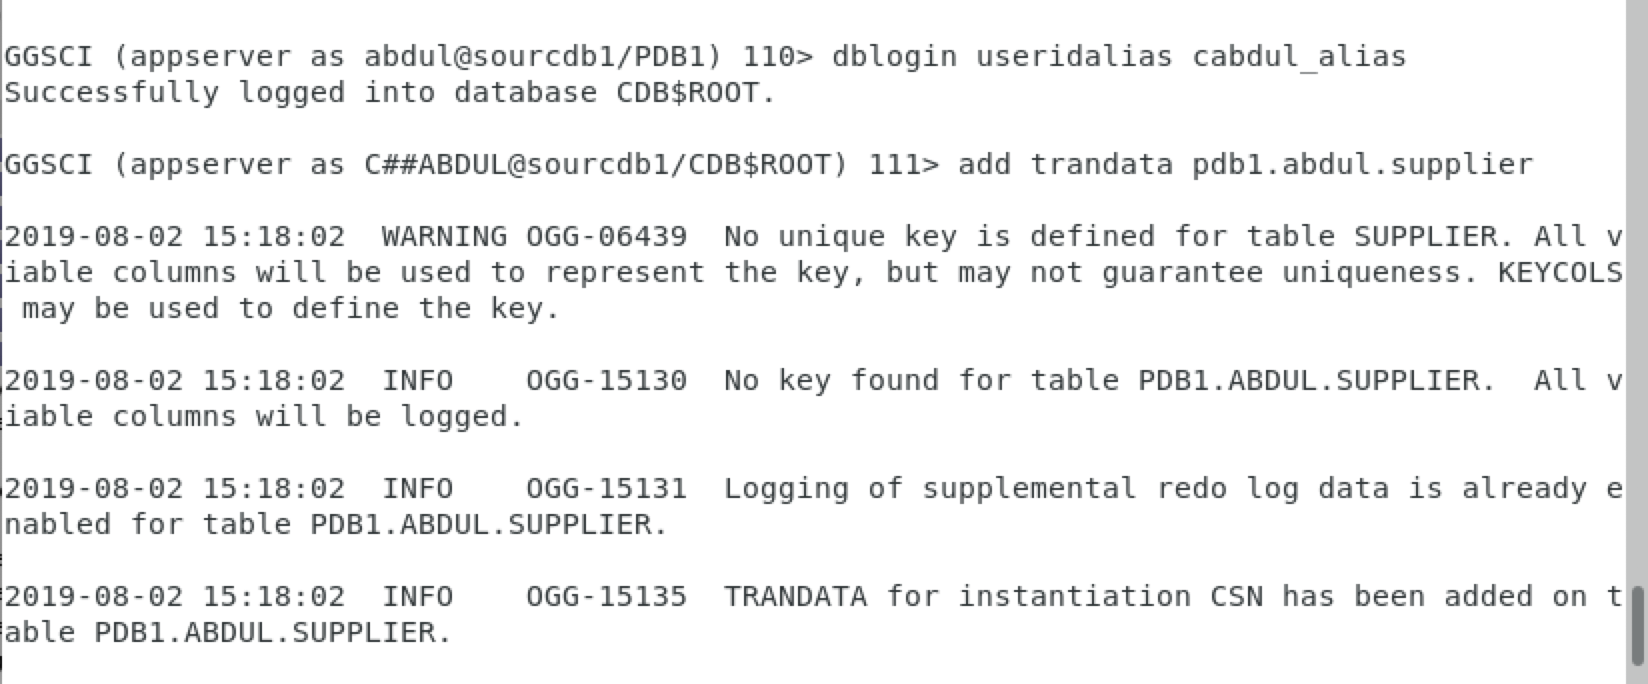 GGSCI (appserver as abdul@sourcdb1/PDB1) 110> dblogin useridalias cabdul_alias
Successfully logged into database CDB$ROOT.
GGSCI (appserver as C##ABDUL@sourcdb1/CDB$ROOT) 111> add trandata pdb1.abdul.supplier
2019-08-02 15:18:02  WARNING OGG-06439  No unique key is defined for table SUPPLIER. All v
iable columns will be used to represent the key, but may not guarantee uniqueness. KEYCOLS
 may be used to define the key.
2019-08-02 15:18:02  INFO    OGG-15130  No key found for table PDB1.ABDUL.SUPPLIER.  All v
iable columns will be logged.
2019-08-02 15:18:02  INFO    OGG-15131  Logging of supplemental redo log data is already e
nabled for table PDB1.ABDUL.SUPPLIER.
2019-08-02 15:18:02  INFO    OGG-15135  TRANDATA for instantiation CSN has been added on t
able PDB1.ABDUL.SUPPLIER.